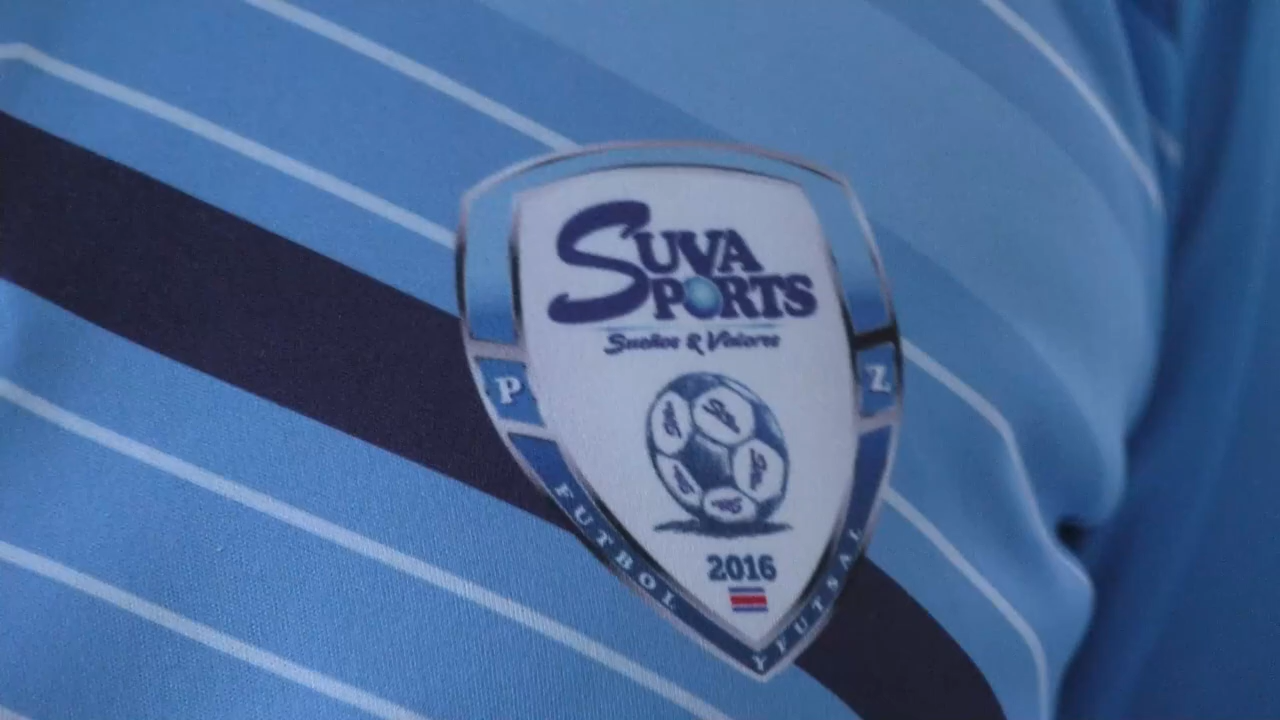 SUVA
SPORTS
Sueños & Valores
P Z
2016
FUTBOL Y FUTSAL